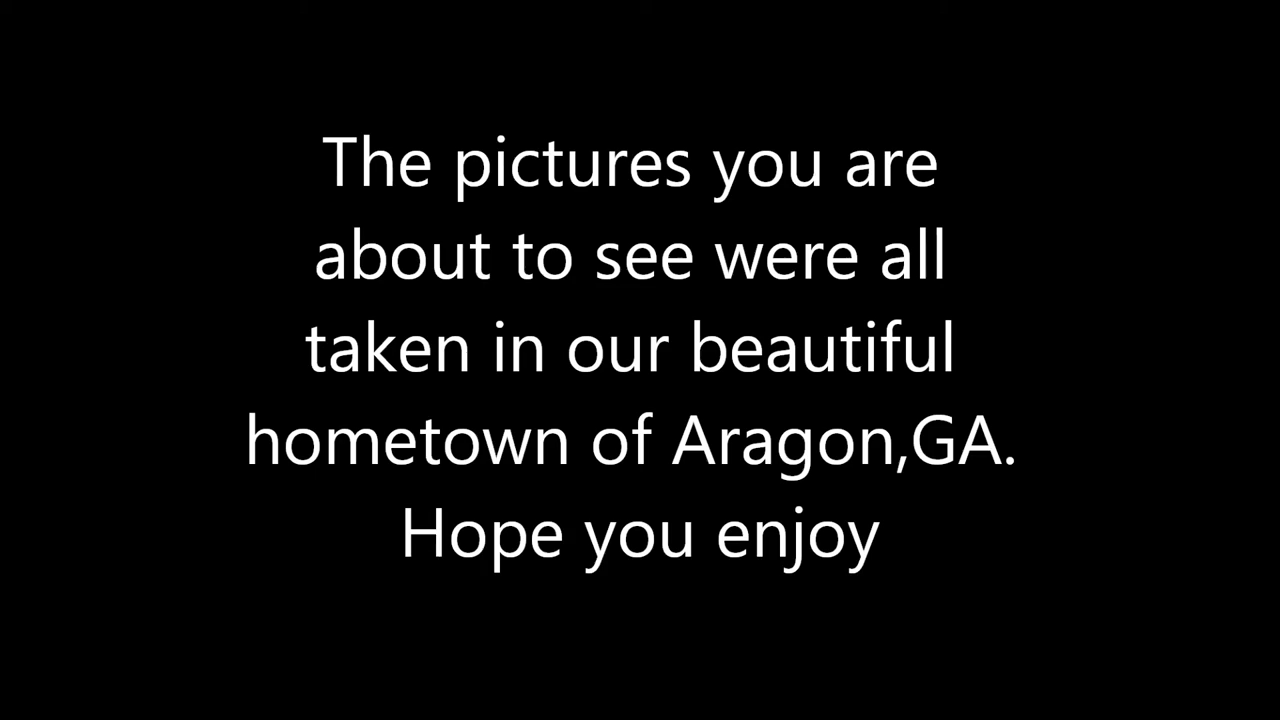 The pictures you are
about to see were all
taken in our beautiful
hometown of Aragon,GA.
Hope you enjoy